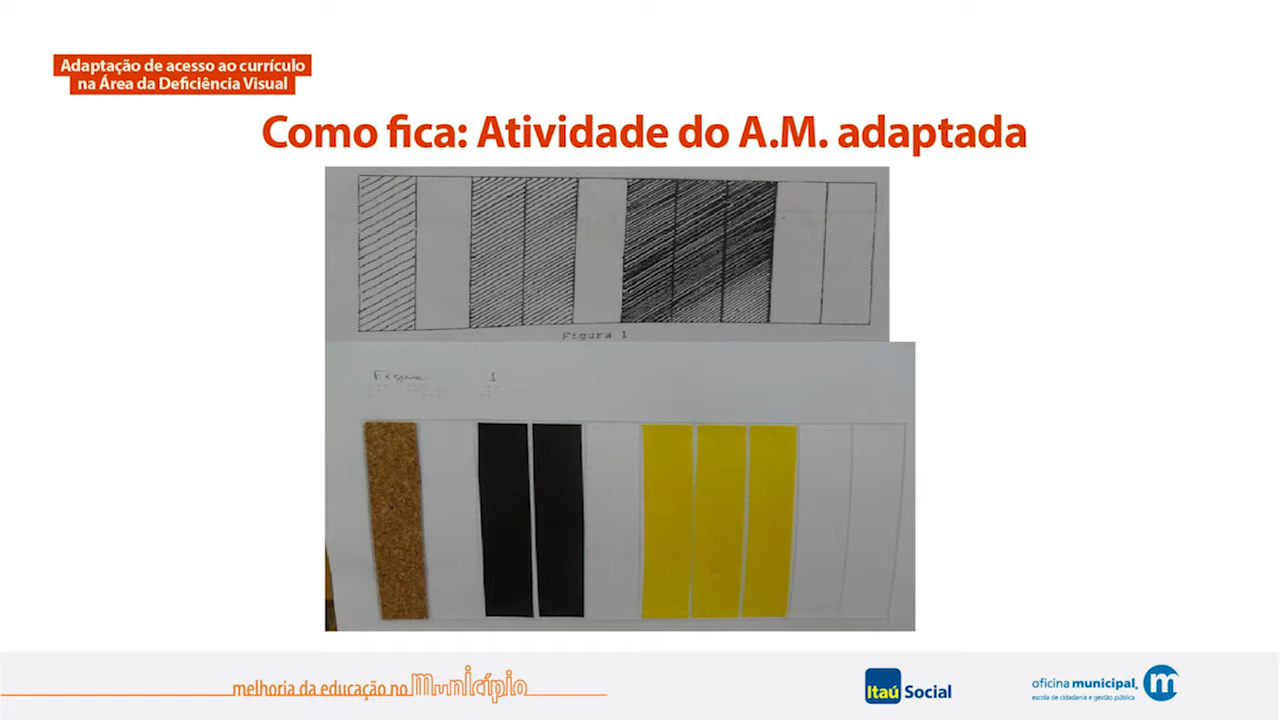 Adaptação de acesso ao currículo
na Área da Deficiência Visual
Como fica: Atividade do A.M. adaptada
Figura 1
Figura 1
melhoria da educação no município
Itaú Social
oficina municipal
escola de cidadania e gestão pública
m